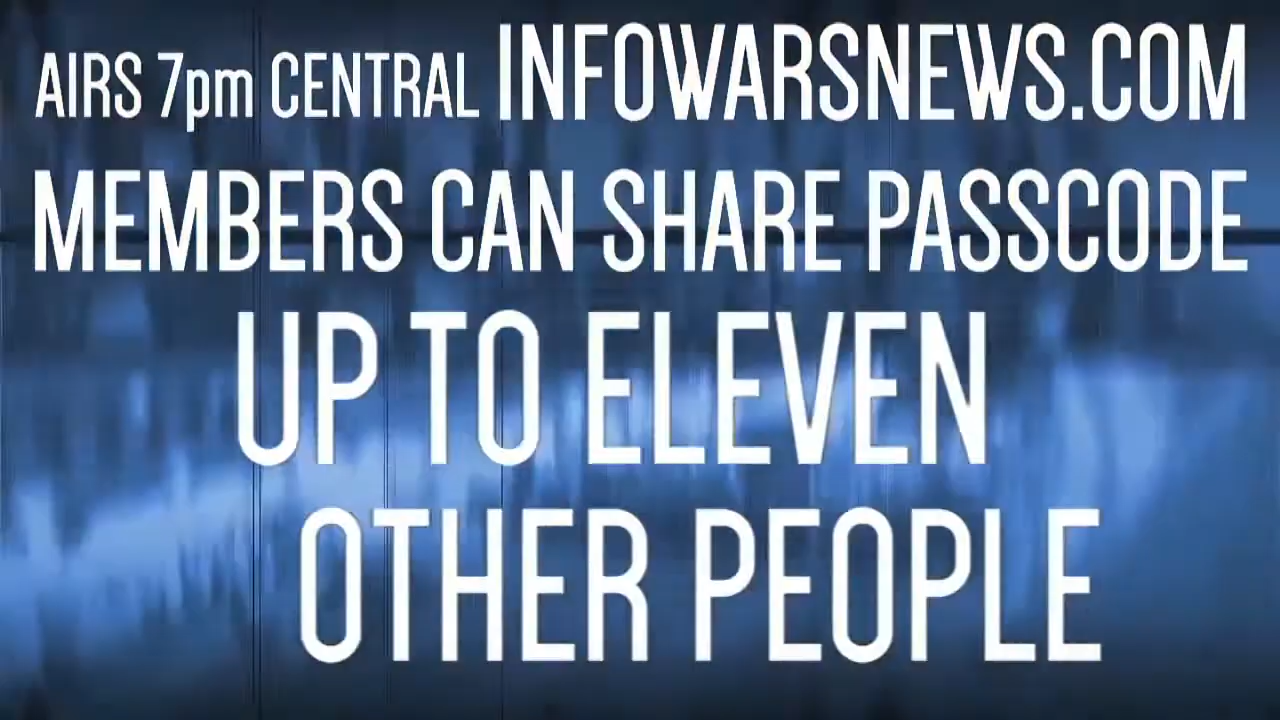 AIRS 7pm CENTRAL INFOWARSNEWS.COM
MEMBERS CAN SHARE PASSCODE
UP TO ELEVEN
OTHER PEOPLE